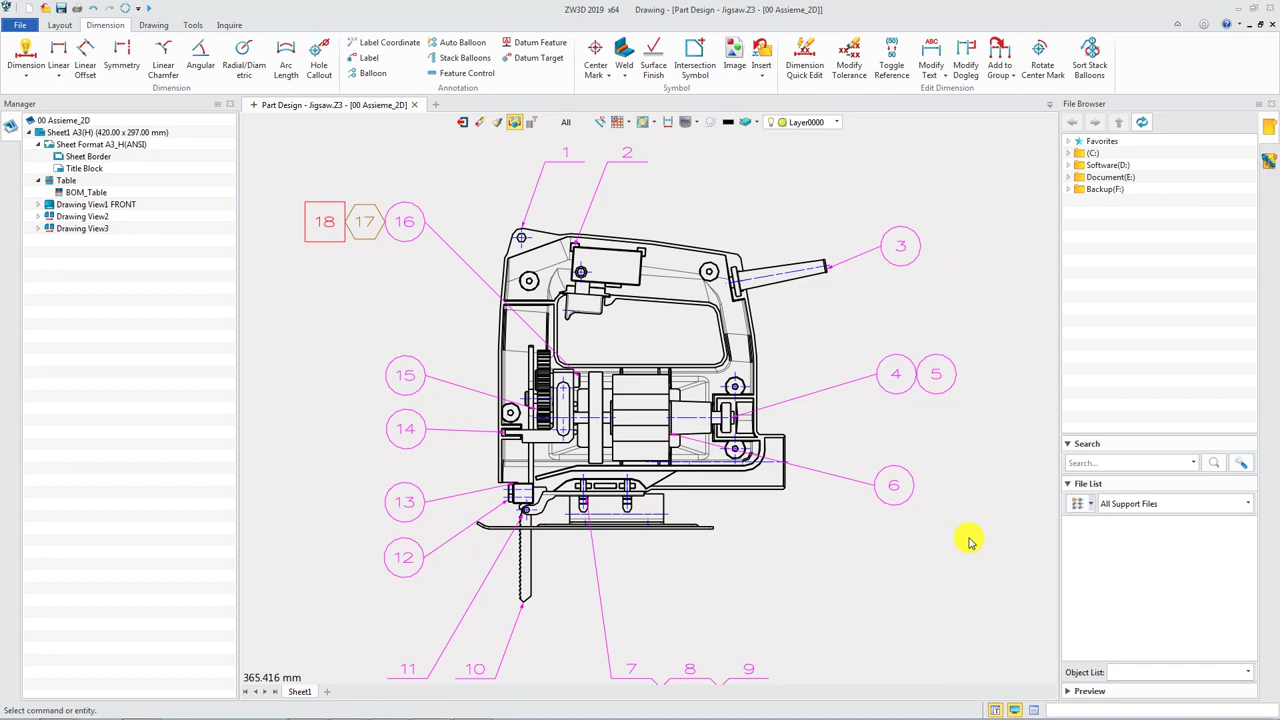 ZW3D 2019 x64 Drawing - [Part Design - Jigsaw.Z3 - [00 Assieme_2D]]
File Layout Dimension Drawing Tools Inquire
Dimension
Linear
Linear Offset
Symmetry
Linear Chamfer
Angular
Radial/Diam etric
Arc Length
Hole Callout
Dimension
Label Coordinate
Label
Balloon
Auto Balloon
Stack Balloons
Feature Control
Datum Feature
Datum Target
Annotation
Center Mark
Weld
Surface Finish
Intersection Symbol
Image
Insert
Symbol
Dimension Quick Edit
Modify Tolerance
Toggle Reference
Modify Text
Modify Dogleg
Add to Group
Rotate Center Mark
Sort Stack Balloons
Edit Dimension
Manager
00 Assieme_2D
Sheet1 A3(H) (420.00 x 297.00 mm)
Sheet Format A3_H(ANSI)
Sheet Border
Title Block
Table
BOM_Table
Drawing View1 FRONT
Drawing View2
Drawing View3
Part Design - Jigsaw.Z3 - [00 Assieme_2D]
All
Layer0000
1
2
18
17
16
3
15
4
5
14
6
13
12
11
10
7
8
9
365.416 mm
Sheet1
File Browser
Favorites
(C:)
Software(D:)
Document(E:)
Backup(F:)
Search
Search...
File List
All Support Files
Object List:
Preview
Select command or entity.